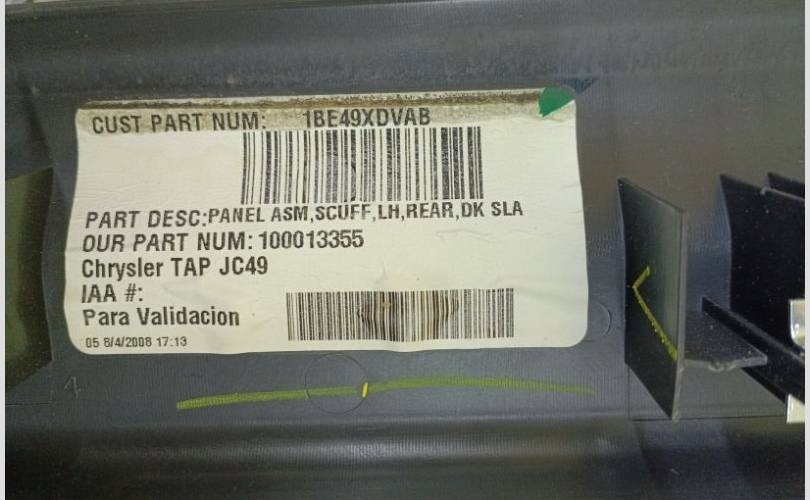 CUST PART NUM: 1BE49XDVAB
PART DESC:PANEL ASM,SCUFF,LH,REAR,DK SLA
OUR PART NUM: 100013355
Chrysler TAP JC49
IAA #:
Para Validacion
05 8/4/2008 17:13
4